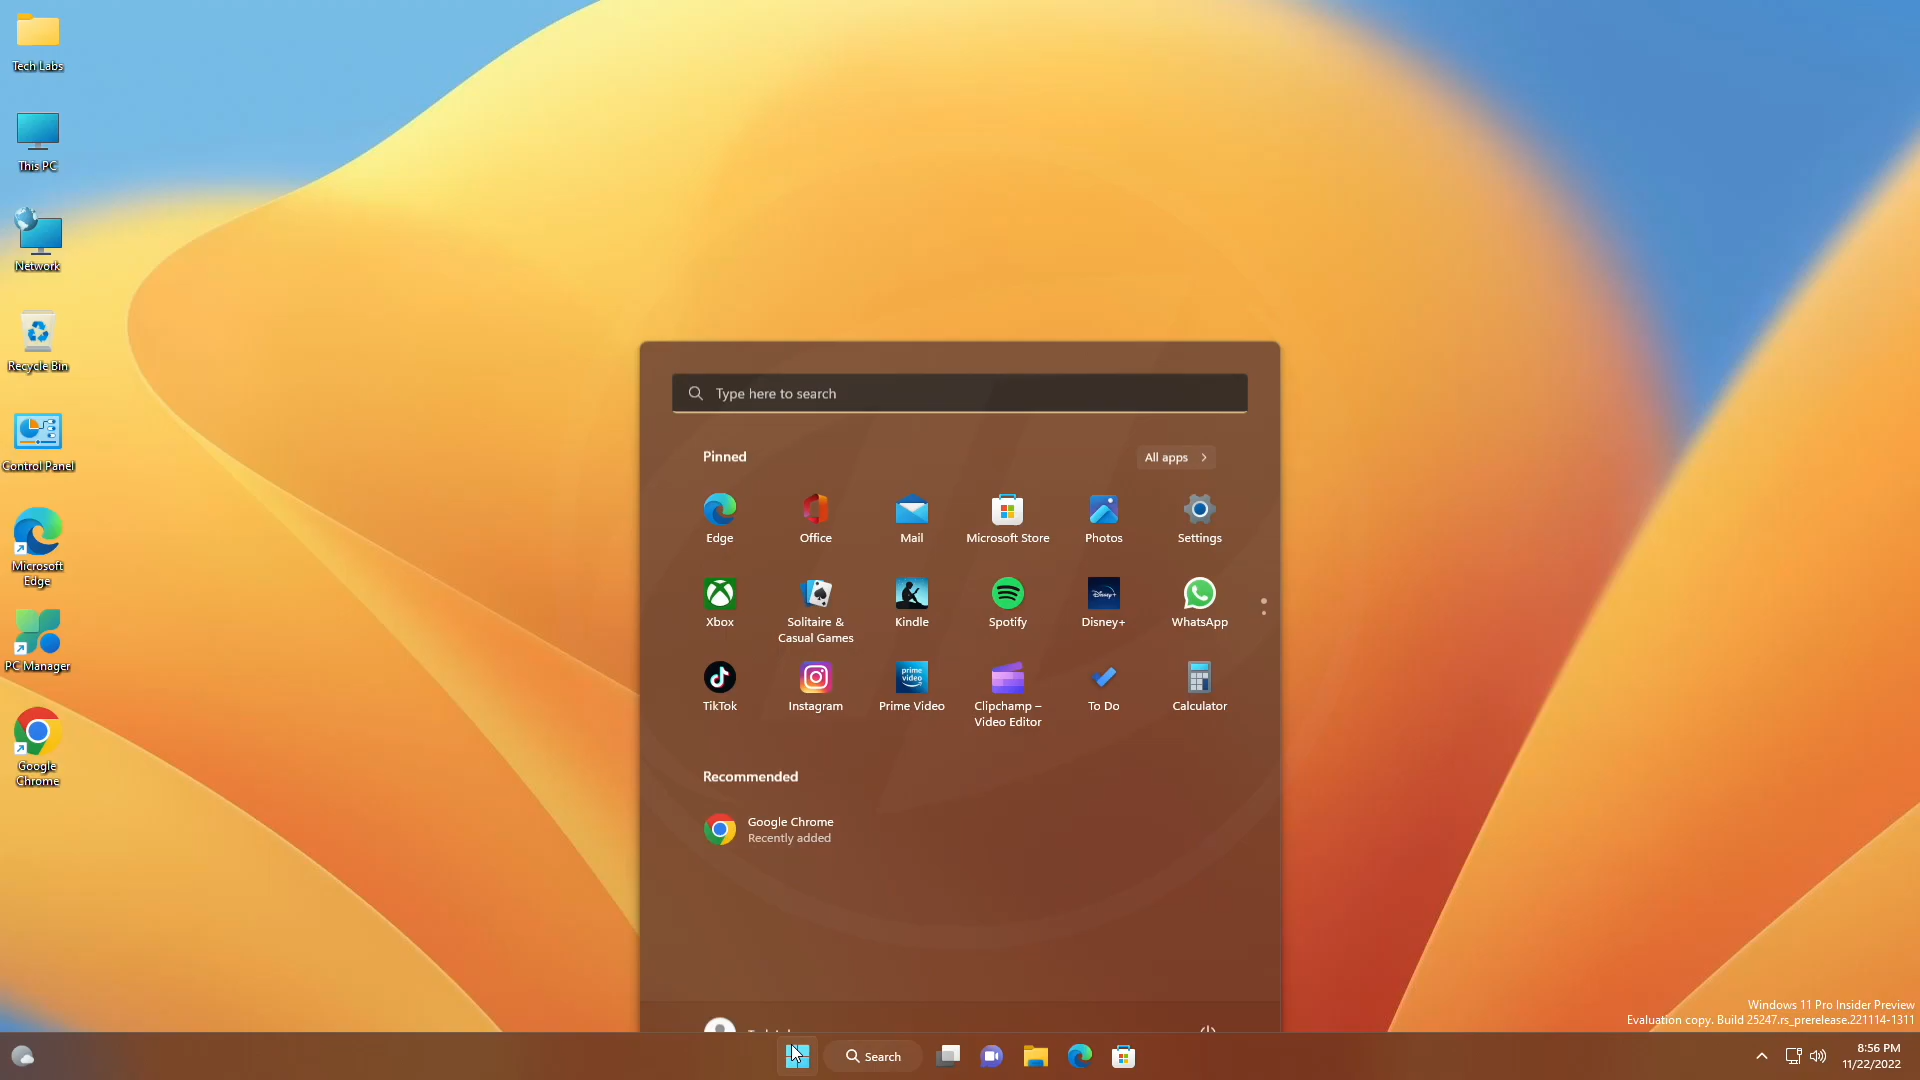 Tech Labs
This PC
Network
Recycle Bin
Control Panel
Microsoft
Edge
PC Manager
Google
Chrome
Type here to search
Pinned
All apps
Edge
Office
Mail
Microsoft Store
Photos
Settings
Xbox
Solitaire &
Casual Games
Kindle
Spotify
Disney+
Disney+
WhatsApp
TikTok
Instagram
prime
video
Prime Video
Clipchamp –
Video Editor
To Do
Calculator
Recommended
Google Chrome
Recently added
Windows 11 Pro Insider Preview
Evaluation copy. Build 25247.rs_prerelease.221114-1311
Search
8:56 PM
11/22/2022